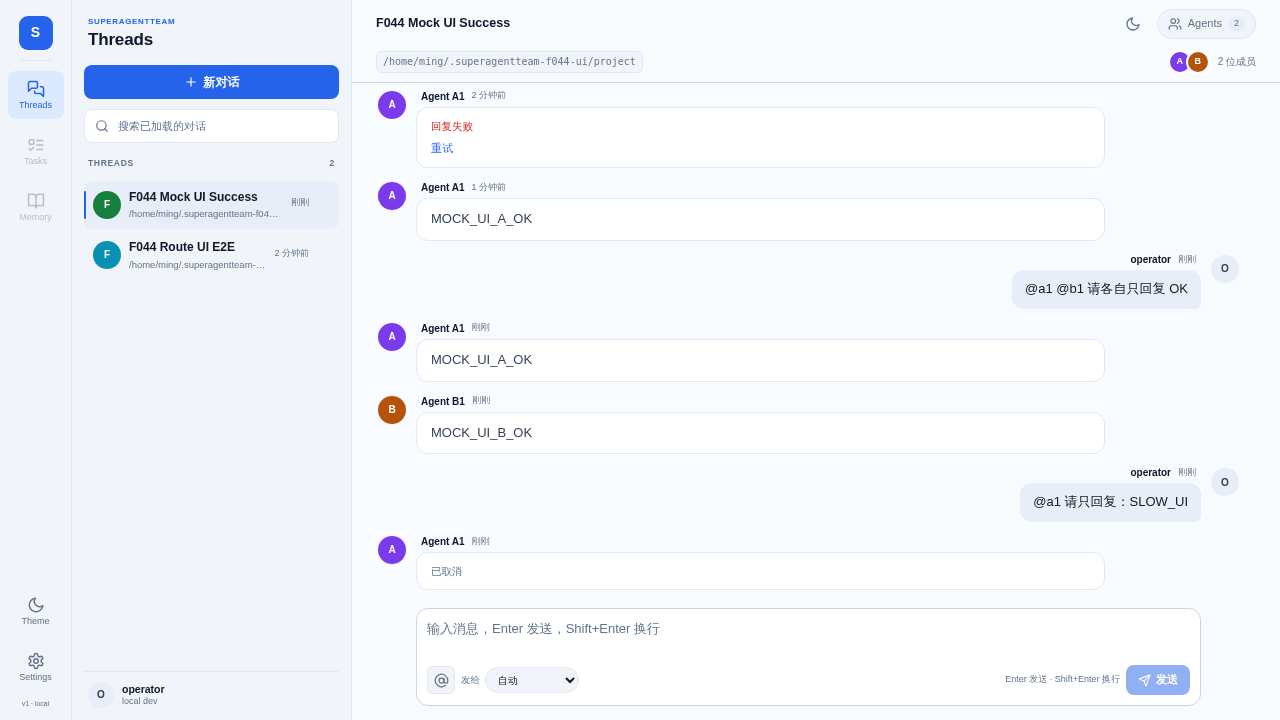 S
Threads
Tasks
Memory
Theme
Settings
v1 · local
SUPERAGENTTEAM
Threads
新对话
搜索已加载的对话
THREADS 2
F
F044 Mock UI Success 刚刚
/home/ming/.superagentteam-f04…
F
F044 Route UI E2E 2 分钟前
/home/ming/.superagentteam-…
O
operator
local dev
F044 Mock UI Success
Agents 2
/home/ming/.superagentteam-f044-ui/project
A B 2 位成员
A
Agent A1 2 分钟前
回复失败
重试
A
Agent A1 1 分钟前
MOCK_UI_A_OK
operator 刚刚
O
@a1 @b1 请各自只回复 OK
A
Agent A1 刚刚
MOCK_UI_A_OK
B
Agent B1 刚刚
MOCK_UI_B_OK
operator 刚刚
O
@a1 请只回复：SLOW_UI
A
Agent A1 刚刚
已取消
输入消息，Enter 发送，Shift+Enter 换行
发给 自动
Enter 发送 · Shift+Enter 换行
发送